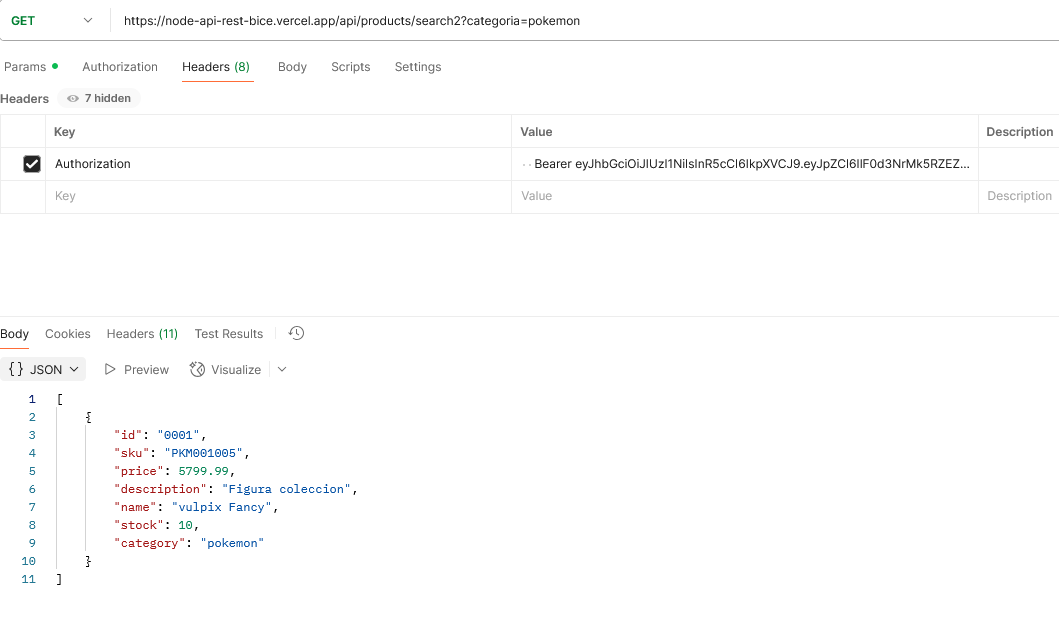 GET https://node-api-rest-bice.vercel.app/api/products/search2?categoria=pokemon
Params Authorization Headers (8) Body Scripts Settings
Headers 7 hidden
Key Value Description
Authorization Bearer eyJhbGciOiJIUzI1NiIsInR5cCI6IkpXVCJ9.eyJpZCI6IlF0d3NrMk5RZEZ...
Key Value Description
Body Cookies Headers (11) Test Results
{} JSON Preview Visualize
1 [
2 {
3 "id": "0001",
4 "sku": "PKM001005",
5 "price": 5799.99,
6 "description": "Figura coleccion",
7 "name": "vulpix Fancy",
8 "stock": 10,
9 "category": "pokemon"
10 }
11 ]